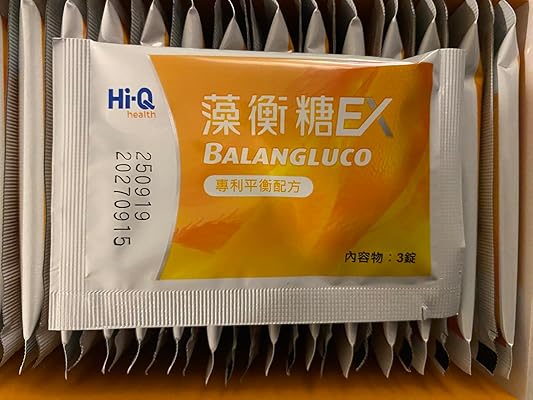 Hi-Q
health
藻衡糖EX
BALANGLUCO
專利平衡配方
內容物：3錠
250919
20270915